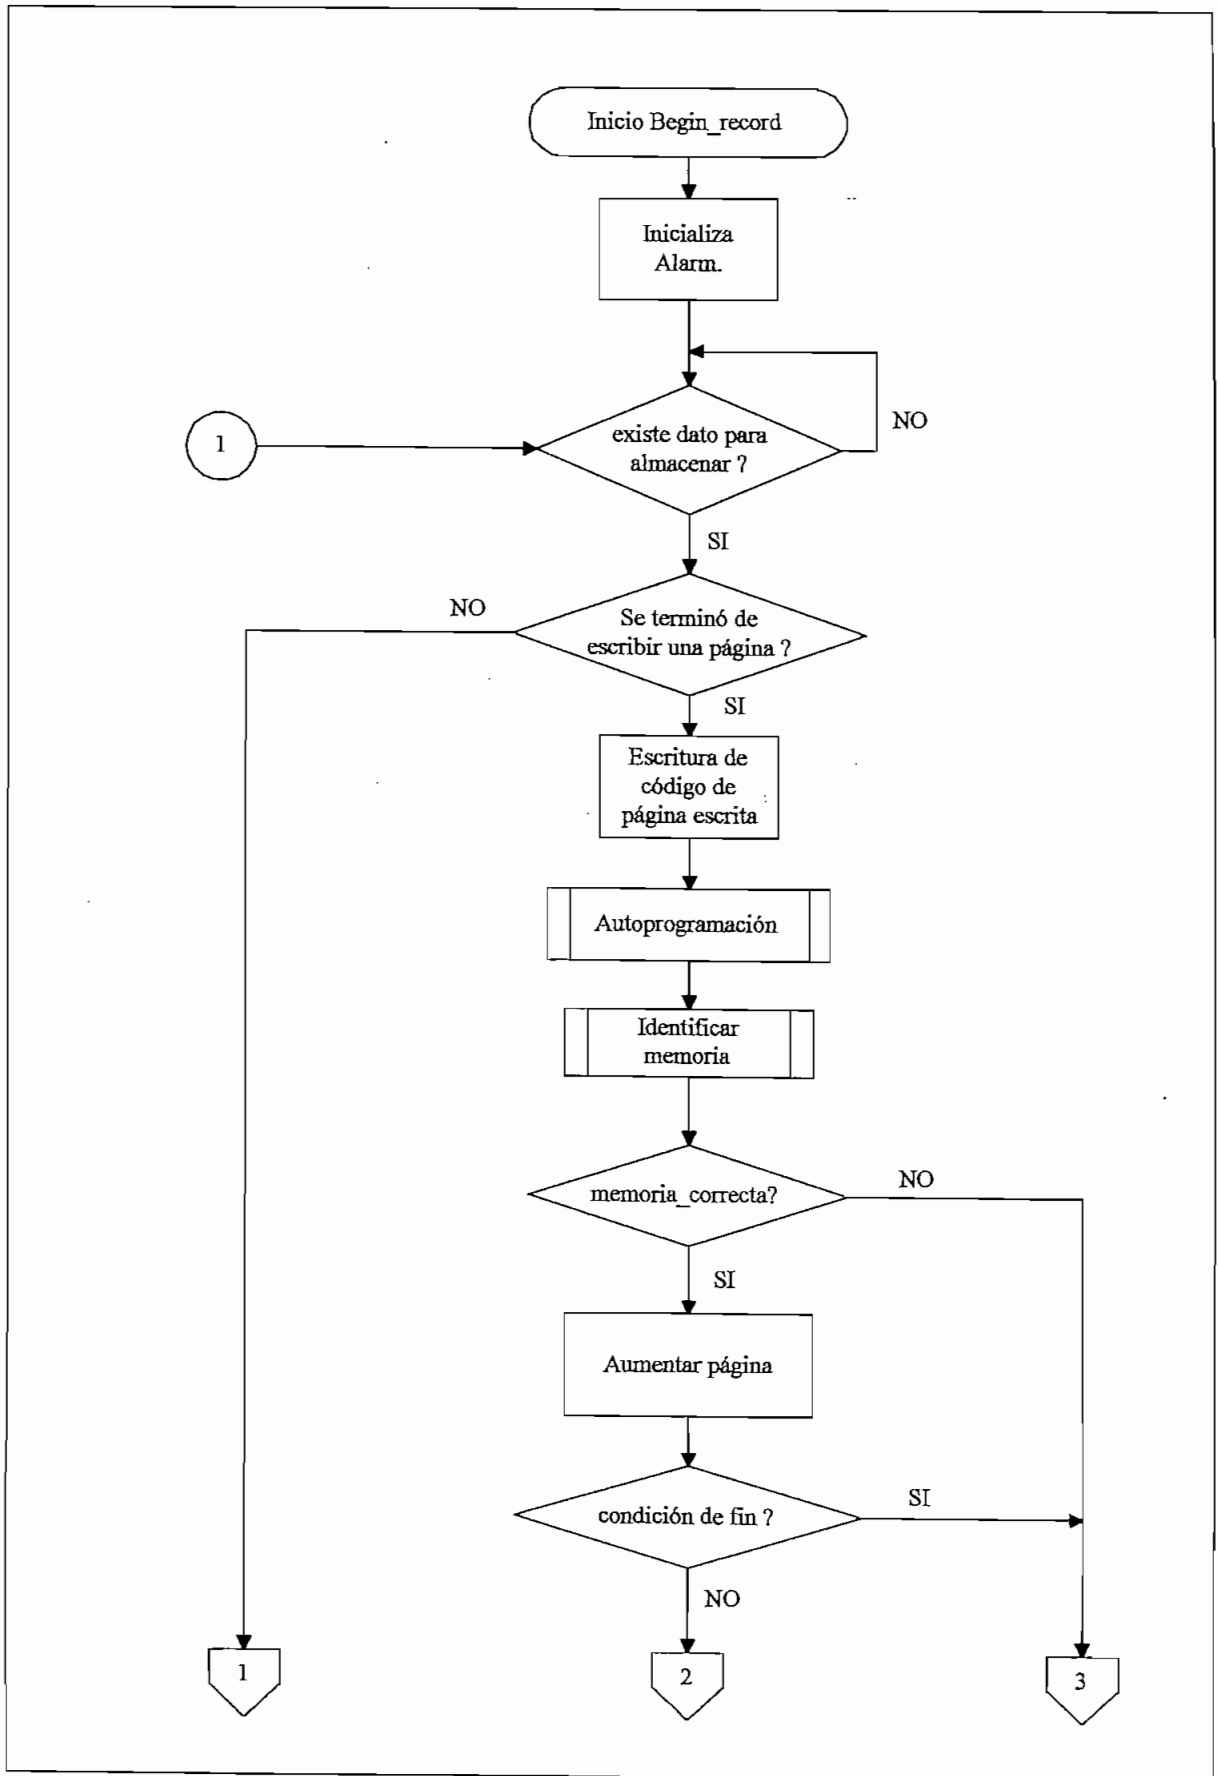 Inicio Begin_record
Inicializa
Alarm.
1
existe dato para
almacenar ?
NO
SI
NO
Se terminó de
escribir una página ?
SI
Escritura de
código de
página escrita
Autoprogramación
Identificar
memoria
memoria_correcta?
NO
SI
Aumentar página
condición de fin ?
SI
NO
1
2
3